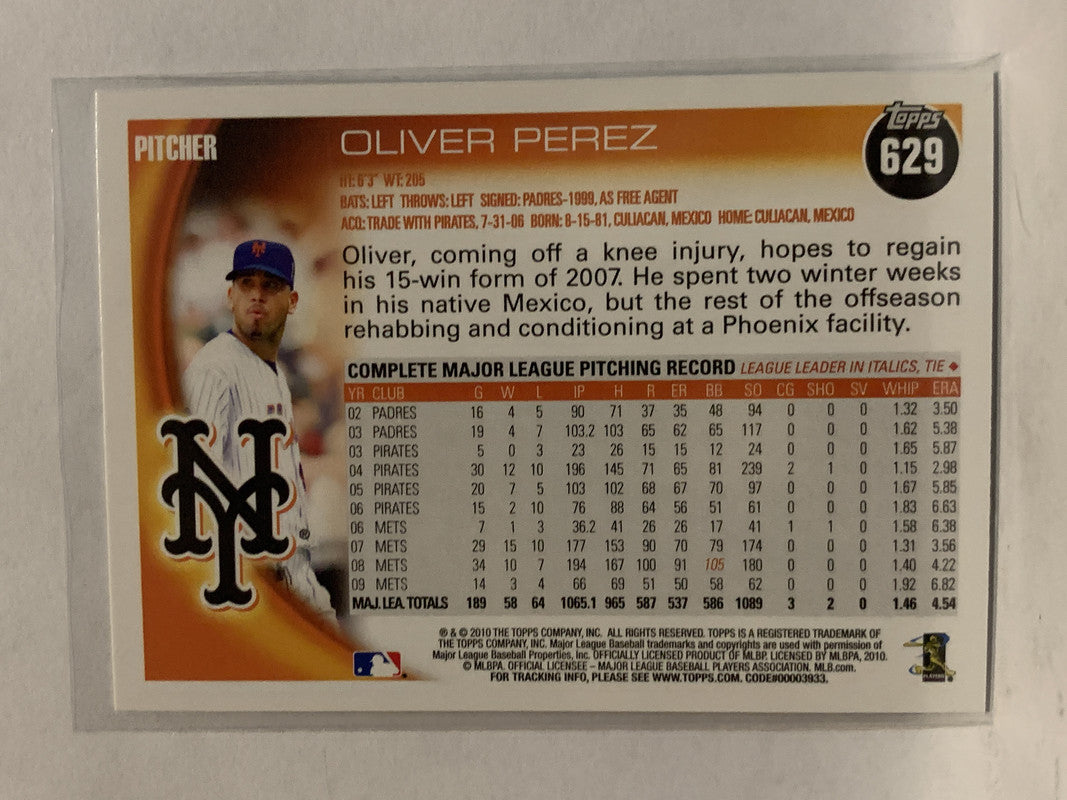 PITCHER
OLIVER PEREZ
Topps
629
HT: 6'3" WT: 205
BATS: LEFT THROWS: LEFT SIGNED: PADRES-1999, AS FREE AGENT
ACQ: TRADE WITH PIRATES, 7-31-06 BORN: 8-15-81, CULIACAN, MEXICO HOME: CULIACAN, MEXICO
Oliver, coming off a knee injury, hopes to regain
his 15-win form of 2007. He spent two winter weeks
in his native Mexico, but the rest of the offseason
rehabbing and conditioning at a Phoenix facility.
COMPLETE MAJOR LEAGUE PITCHING RECORD LEAGUE LEADER IN ITALICS, TIE ◆
YR CLUB G W L IP H R ER BB SO CG SHO SV WHIP ERA
02 PADRES 16 4 5 90 71 37 35 48 94 0 0 0 1.32 3.50
03 PADRES 19 4 7 103.2 103 65 62 65 117 0 0 0 1.62 5.38
03 PIRATES 5 0 3 23 26 15 15 12 24 0 0 0 1.65 5.87
04 PIRATES 30 12 10 196 145 71 65 81 239 2 1 0 1.15 2.98
05 PIRATES 20 7 5 103 102 68 67 70 97 0 0 0 1.67 5.85
06 PIRATES 15 2 10 76 88 64 56 51 61 0 0 0 1.83 6.63
06 METS 7 1 3 36.2 41 26 26 17 41 1 1 0 1.58 6.38
07 METS 29 15 10 177 153 90 70 79 174 0 0 0 1.31 3.56
08 METS 34 10 7 194 167 100 91 105 180 0 0 0 1.40 4.22
09 METS 14 3 4 66 69 51 50 58 62 0 0 0 1.92 6.82
MAJ. LEA. TOTALS 189 58 64 1065.1 965 587 537 586 1089 3 2 0 1.46 4.54
NY
®
® & © 2010 THE TOPPS COMPANY, INC. ALL RIGHTS RESERVED. TOPPS IS A REGISTERED TRADEMARK OF
THE TOPPS COMPANY, INC. Major League Baseball trademarks and copyrights are used with permission of
Major League Baseball Properties, Inc. OFFICIALLY LICENSED PRODUCT OF MLBP. LICENSED BY MLBPA, 2010.
© MLBPA. OFFICIAL LICENSEE – MAJOR LEAGUE BASEBALL PLAYERS ASSOCIATION. MLB.com.
FOR TRACKING INFO, PLEASE SEE WWW.TOPPS.COM. CODE#00003933.
PLAYERS